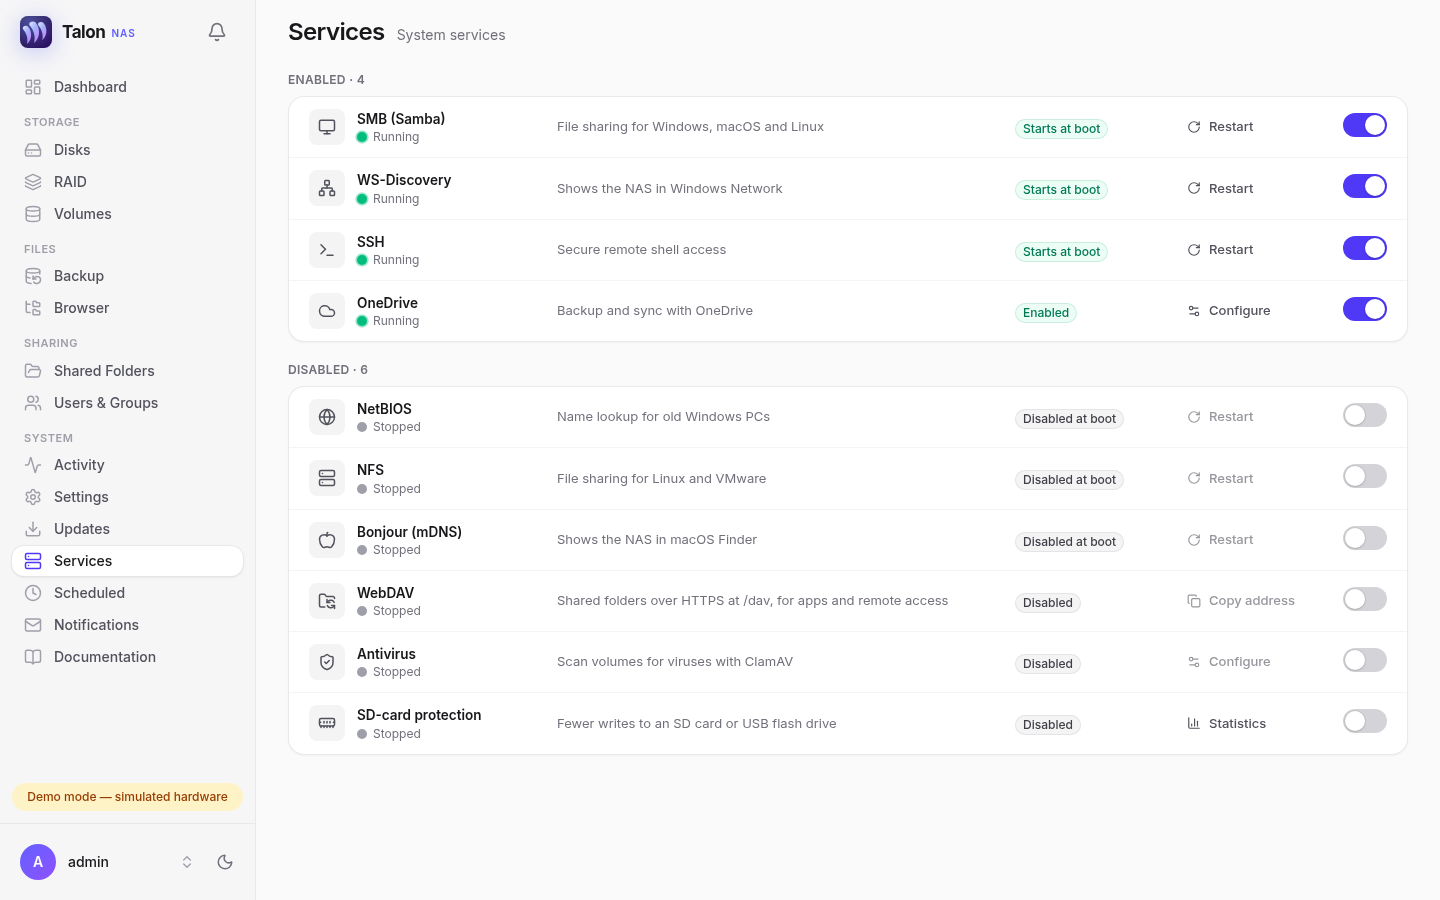 Talon NAS
Dashboard
STORAGE
Disks
RAID
Volumes
FILES
Backup
Browser
SHARING
Shared Folders
Users & Groups
SYSTEM
Activity
Settings
Updates
Services
Scheduled
Notifications
Documentation
Demo mode — simulated hardware
A admin
Services System services
ENABLED · 4
SMB (Samba)
Running
File sharing for Windows, macOS and Linux
Starts at boot
Restart
WS-Discovery
Running
Shows the NAS in Windows Network
Starts at boot
Restart
SSH
Running
Secure remote shell access
Starts at boot
Restart
OneDrive
Running
Backup and sync with OneDrive
Enabled
Configure
DISABLED · 6
NetBIOS
Stopped
Name lookup for old Windows PCs
Disabled at boot
Restart
NFS
Stopped
File sharing for Linux and VMware
Disabled at boot
Restart
Bonjour (mDNS)
Stopped
Shows the NAS in macOS Finder
Disabled at boot
Restart
WebDAV
Stopped
Shared folders over HTTPS at /dav, for apps and remote access
Disabled
Copy address
Antivirus
Stopped
Scan volumes for viruses with ClamAV
Disabled
Configure
SD-card protection
Stopped
Fewer writes to an SD card or USB flash drive
Disabled
Statistics